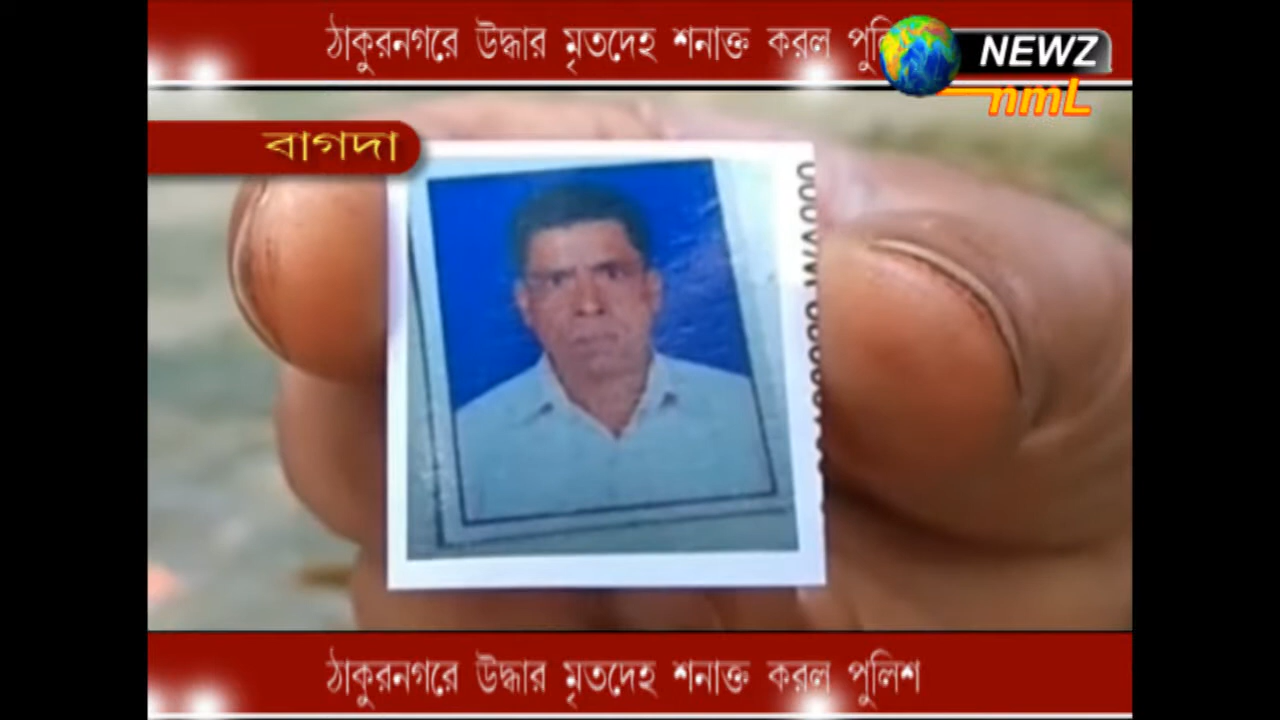 ঠাকুরনগরে উদ্ধার মৃতদেহ শনাক্ত করল পুলি
NEWZ
nmL
বাগদা
ঠাকুরনগরে উদ্ধার মৃতদেহ শনাক্ত করল পুলিশ